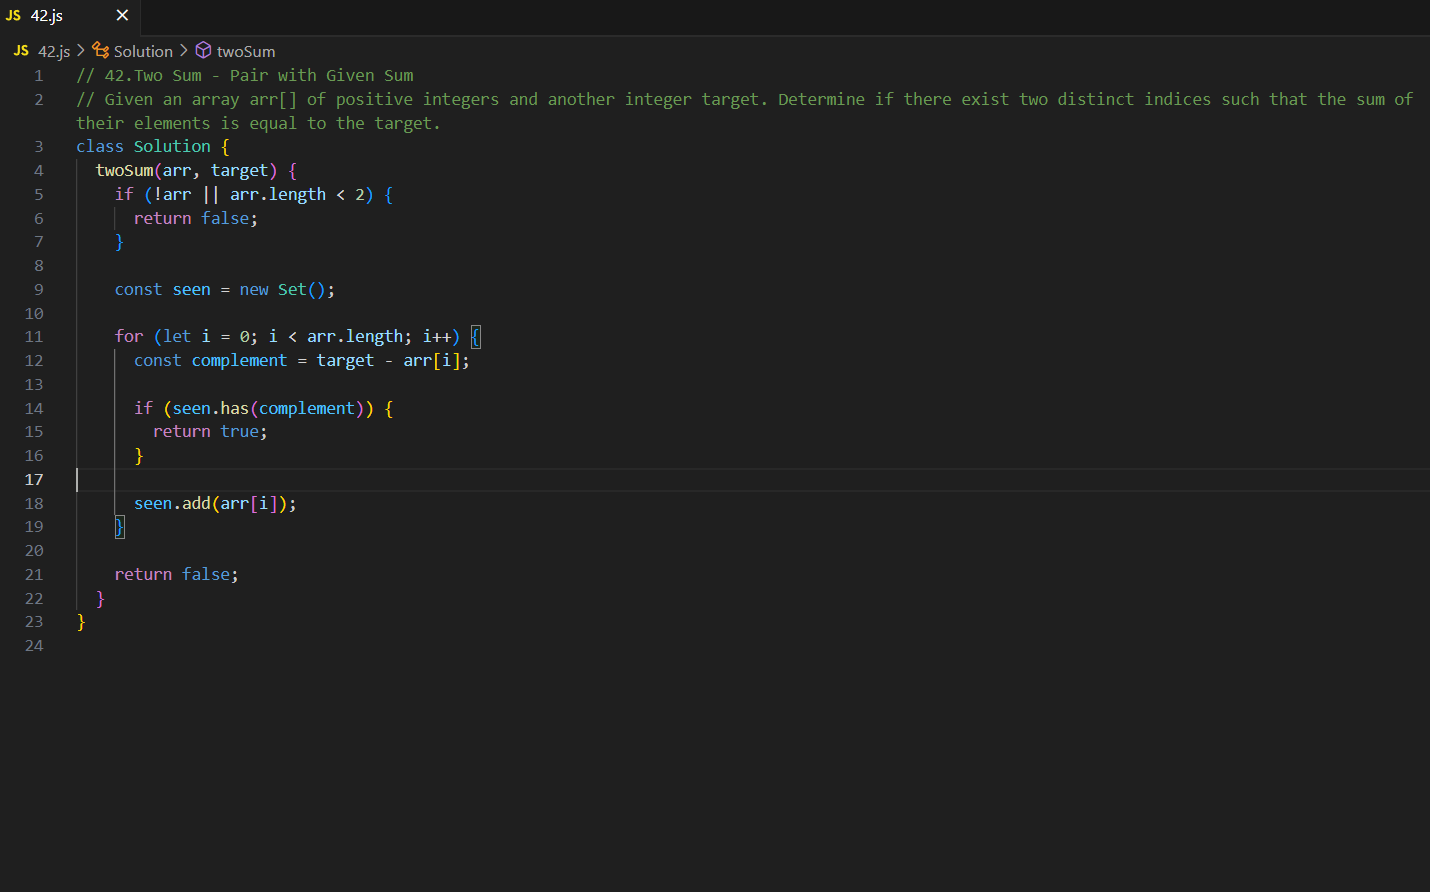 JS 42.js ×
JS 42.js > Solution > twoSum
1 // 42.Two Sum - Pair with Given Sum
2 // Given an array arr[] of positive integers and another integer target. Determine if there exist two distinct indices such that the sum of
their elements is equal to the target.
3 class Solution {
4   twoSum(arr, target) {
5     if (!arr || arr.length < 2) {
6       return false;
7     }
8
9     const seen = new Set();
10
11     for (let i = 0; i < arr.length; i++) {
12       const complement = target - arr[i];
13
14       if (seen.has(complement)) {
15         return true;
16       }
17
18       seen.add(arr[i]);
19     }
20
21     return false;
22   }
23 }
24